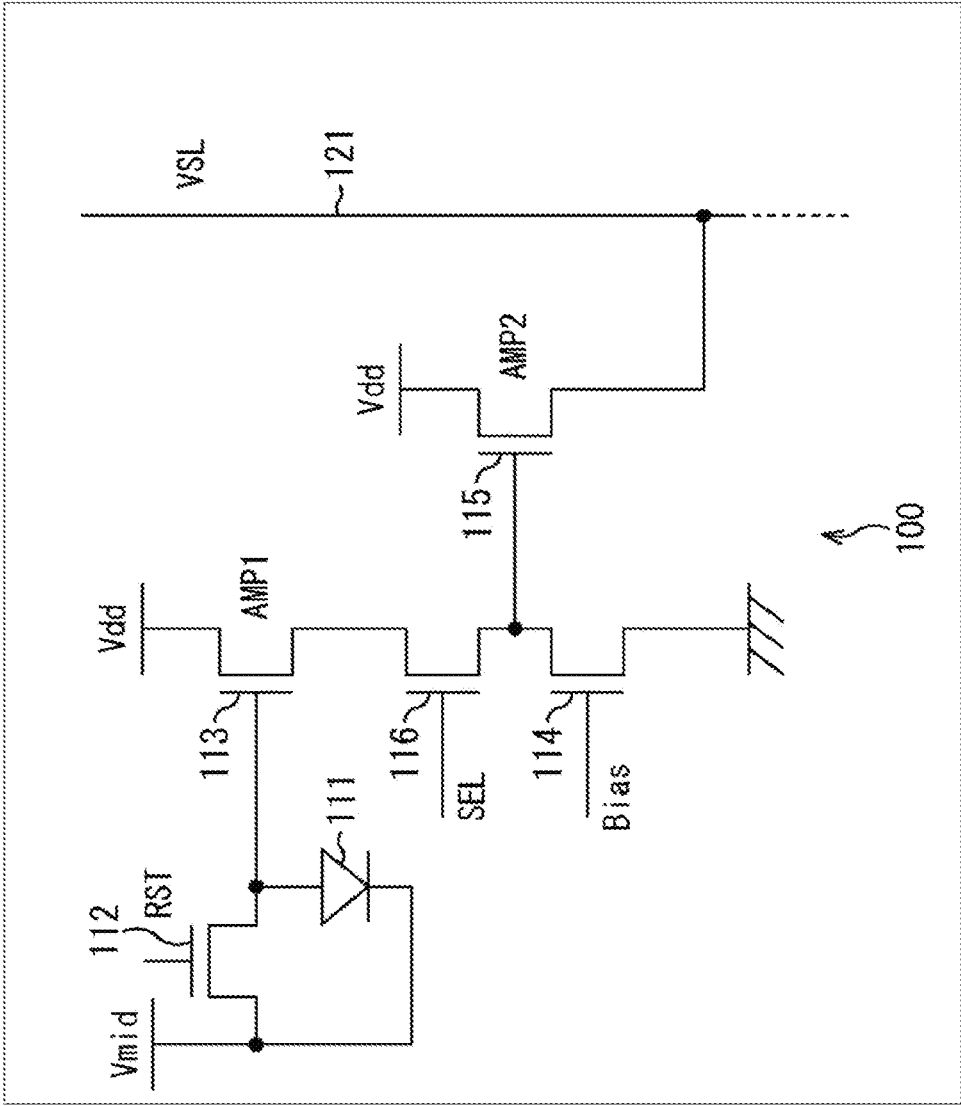 Vmid
112
RST
111
Vdd
113
AMP1
116
SEL
114
Bias
Vdd
115
AMP2
VSL
121
100